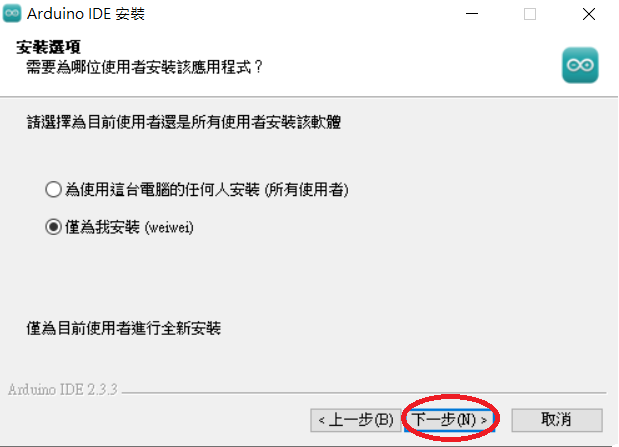 Arduino IDE 安裝
安裝選項
需要為哪位使用者安裝該應用程式？
請選擇為目前使用者還是所有使用者安裝該軟體
為使用這台電腦的任何人安裝 (所有使用者)
僅為我安裝 (weiwei)
僅為目前使用者進行全新安裝
Arduino IDE 2.3.3
< 上一步(B) 下一步(N) > 取消